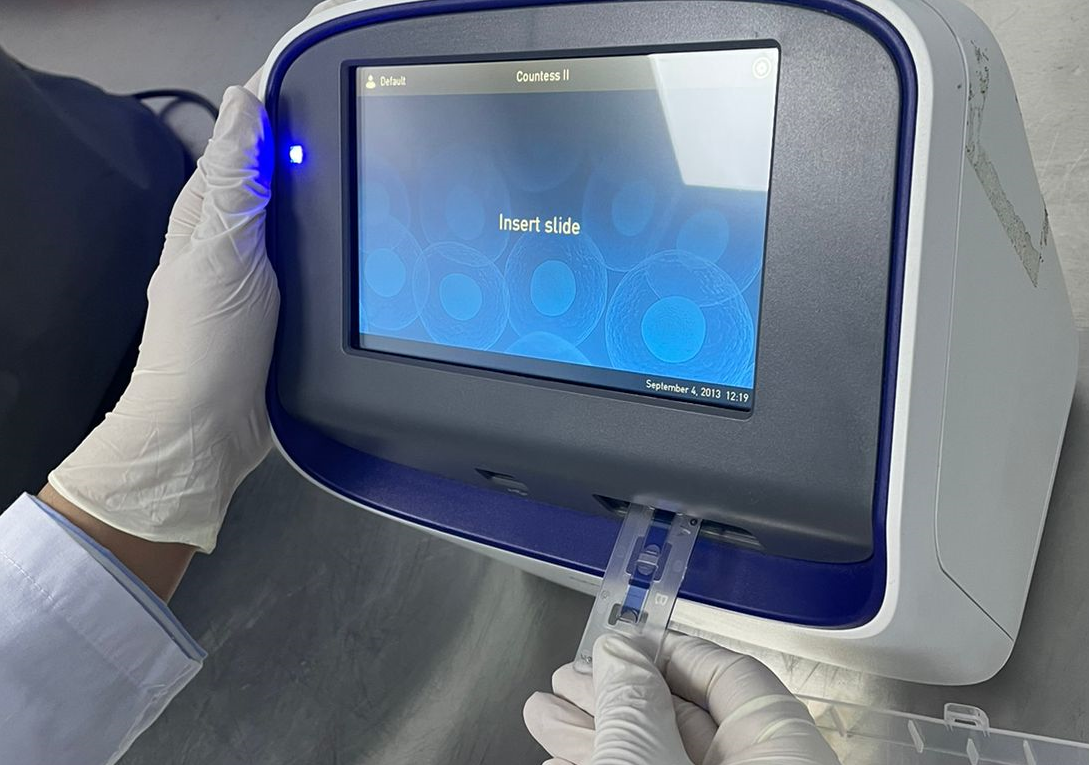 Default
Countess II
Insert slide
September 4, 2013 12:19
A
B